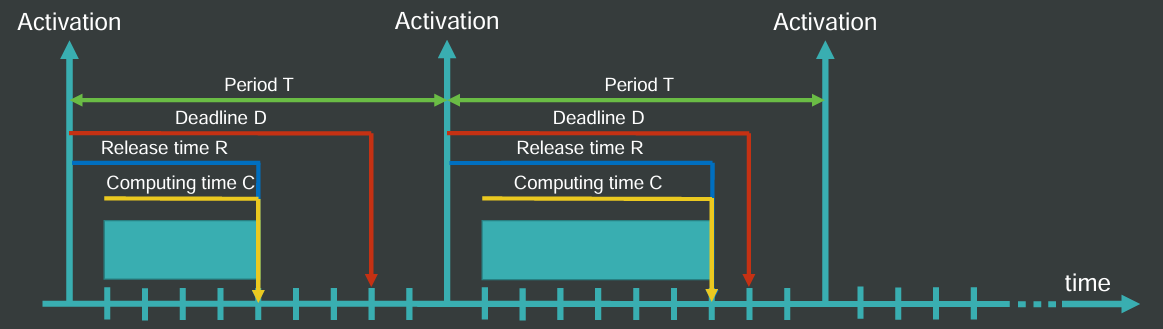 Activation
Activation
Activation
Period T
Period T
Deadline D
Deadline D
Release time R
Release time R
Computing time C
Computing time C
time